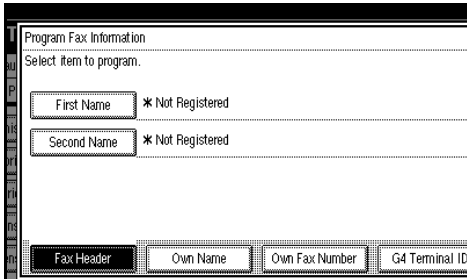 Program Fax Information
Select item to program.
First Name * Not Registered
Second Name * Not Registered
Fax Header Own Name Own Fax Number G4 Terminal ID